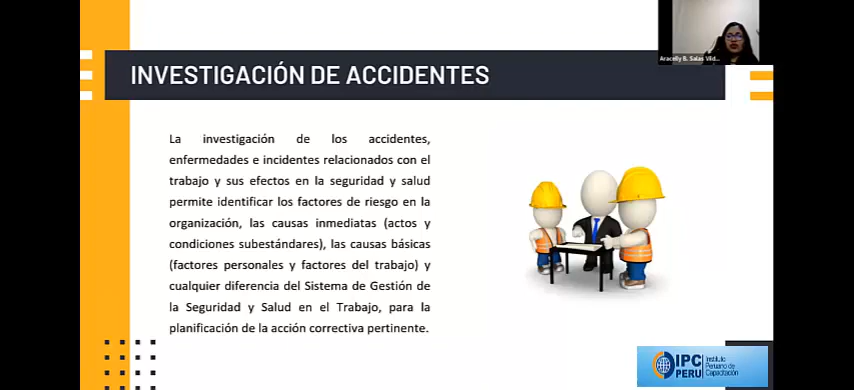 Aracelly B. Salas Vild...
INVESTIGACIÓN DE ACCIDENTES
La investigación de los accidentes,
enfermedades e incidentes relacionados con el
trabajo y sus efectos en la seguridad y salud
permite identificar los factores de riesgo en la
organización, las causas inmediatas (actos y
condiciones subestándares), las causas básicas
(factores personales y factores del trabajo) y
cualquier diferencia del Sistema de Gestión de
la Seguridad y Salud en el Trabajo, para la
planificación de la acción correctiva pertinente.
IPC
PERU
Instituto
Peruano de
Capacitación